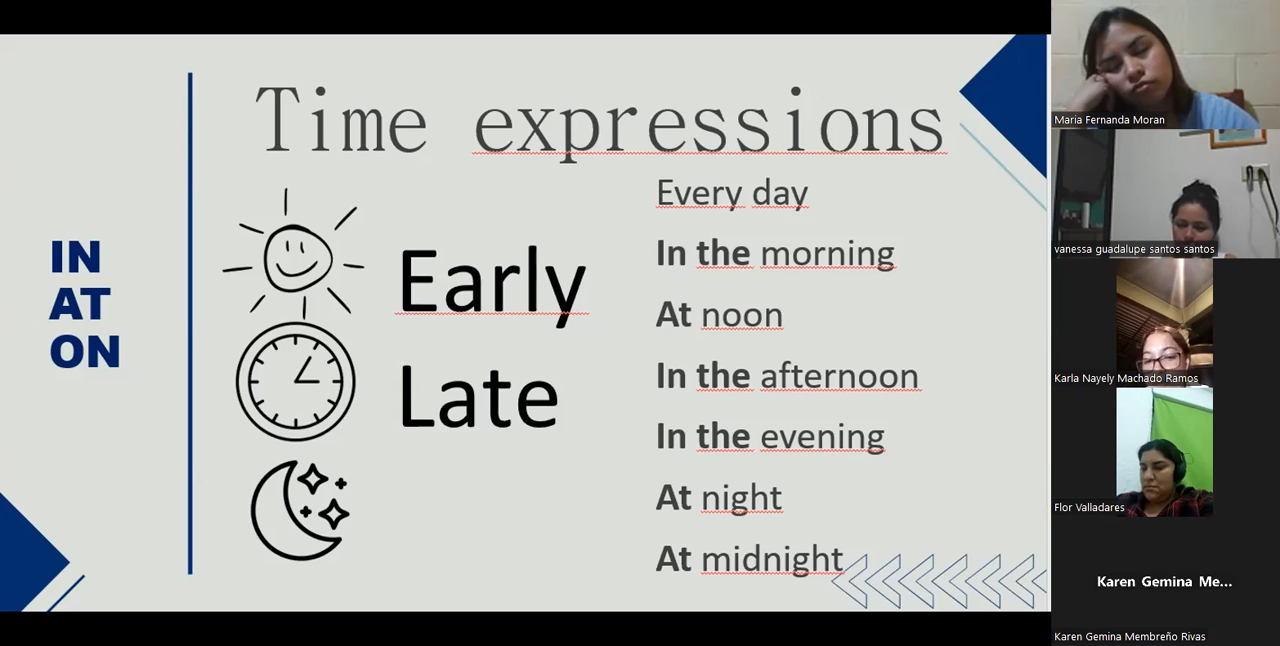 Time expressions
IN
AT
ON
Early
Late
Every day
In the morning
At noon
In the afternoon
In the evening
At night
At midnight
Maria Fernanda Moran
vanessa guadalupe santos santos
Karla Nayely Machado Ramos
Flor Valladares
Karen Gemina Me...
Karen Gemina Membreño Rivas